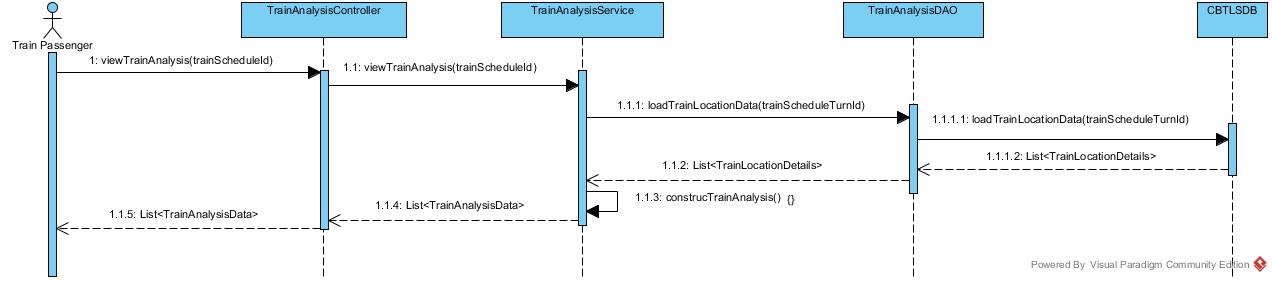 TrainAnalysisController
TrainAnalysisService
TrainAnalysisDAO
CBTLSDB
Train Passenger
1: viewTrainAnalysis(trainScheduleId)
1.1: viewTrainAnalysis(trainScheduleId)
1.1.1: loadTrainLocationData(trainScheduleTurnId)
1.1.1.1: loadTrainLocationData(trainScheduleTurnId)
1.1.1.2: List<TrainLocationDetails>
1.1.2: List<TrainLocationDetails>
1.1.3: construcTrainAnalysis() {}
1.1.4: List<TrainAnalysisData>
1.1.5: List<TrainAnalysisData>
Powered By Visual Paradigm Community Edition